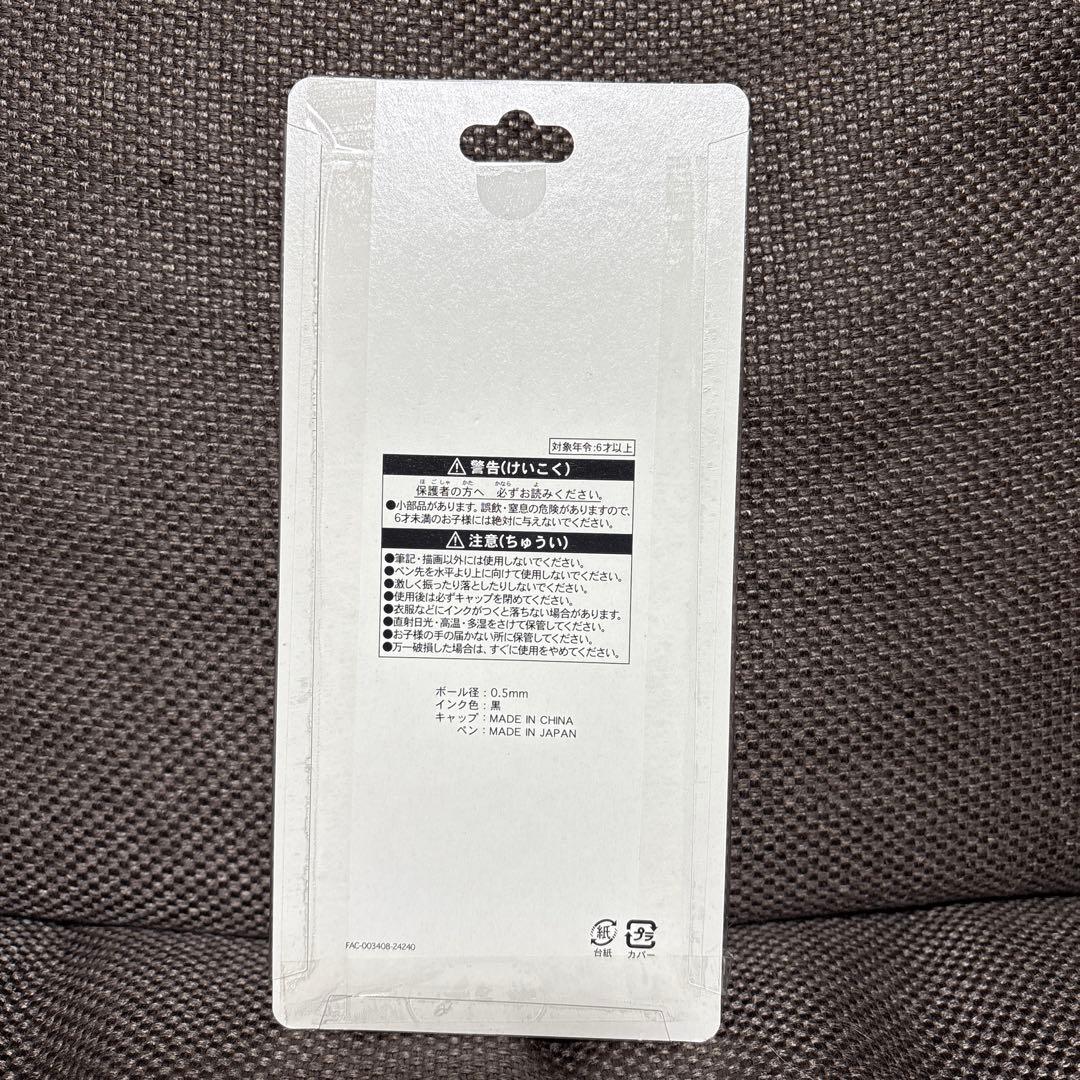 対象年令:6才以上
⚠警告(けいこく)
ほごしゃ かた かなら よ
保護者の方へ 必ずお読みください。
●小部品があります。誤飲・窒息の危険がありますので、
6才未満のお子様には絶対に与えないでください。
⚠注意(ちゅうい)
●筆記・描画以外には使用しないでください。
●ペン先を水平より上に向けて使用しないでください。
●激しく振ったり落としたりしないでください。
●使用後は必ずキャップを閉めてください。
●衣服などにインクがつくと落ちない場合があります。
●直射日光・高温・多湿をさけて保管してください。
●お子様の手の届かない所に保管してください。
●万一破損した場合は、すぐに使用をやめてください。
ボール径:0.5mm
インク色:黒
キャップ:MADE IN CHINA
ペン:MADE IN JAPAN
FAC-003408-24240
紙
台紙
プラ
カバー